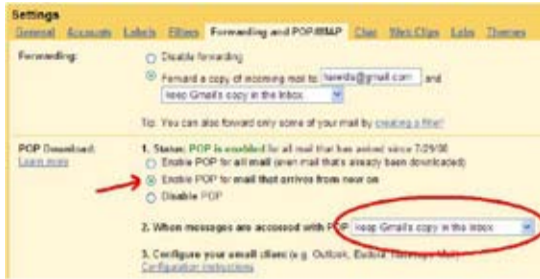 Settings
General Accounts Labels Filters Forwarding and POP/IMAP Chat Web Clips Labs Themes
Forwarding:
Disable forwarding
Forward a copy of incoming mail to @gmail.com and
keep Gmail's copy in the Inbox
Tip: You can also forward only some of your mail by creating a filter!
POP Download:
Learn more
1. Status: POP is enabled for all mail that has arrived since 7/29/08
Enable POP for all mail (even mail that's already been downloaded)
Enable POP for mail that arrives from now on
Disable POP
2. When messages are accessed with POP keep Gmail's copy in the Inbox
3. Configure your email client (e.g. Outlook, Eudora, Netscape Mail)
Configuration instructions